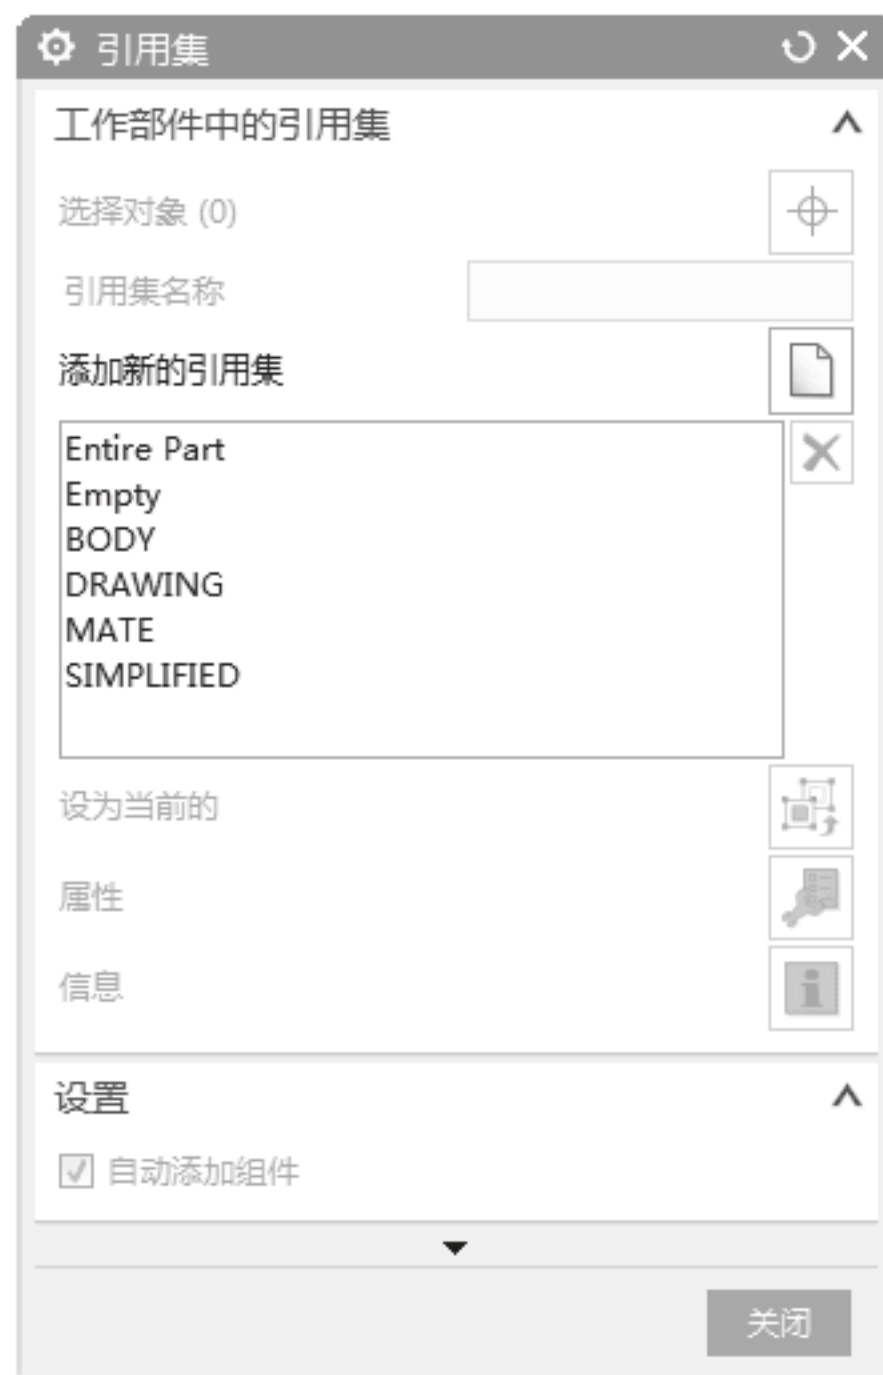 引用集
工作部件中的引用集
选择对象 (0)
引用集名称
添加新的引用集
Entire Part
Empty
BODY
DRAWING
MATE
SIMPLIFIED
设为当前的
属性
信息
设置
自动添加组件
关闭